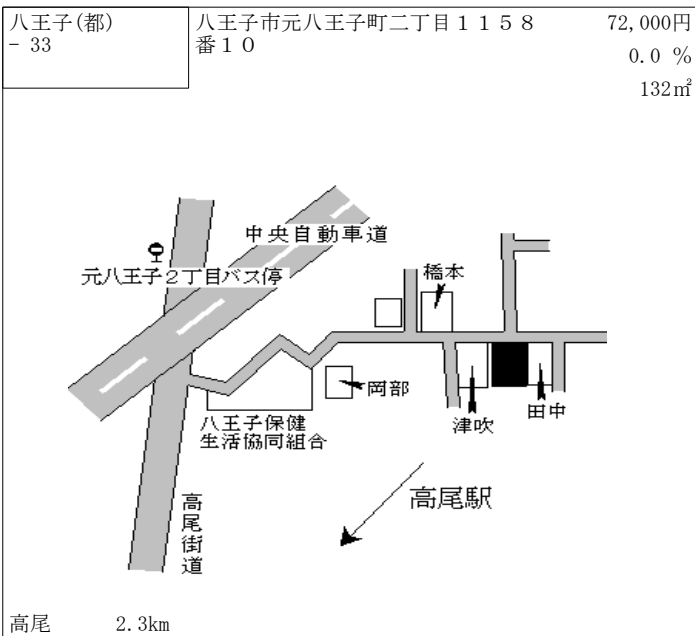 八王子(都)
- 33
八王子市元八王子町二丁目１１５８
番１０
72,000円
0.0 %
132㎡
中央自動車道
元八王子２丁目バス停
橋本
岡部
八王子保健
生活協同組合
津吹
田中
高尾駅
高尾街道
高尾 2.3km